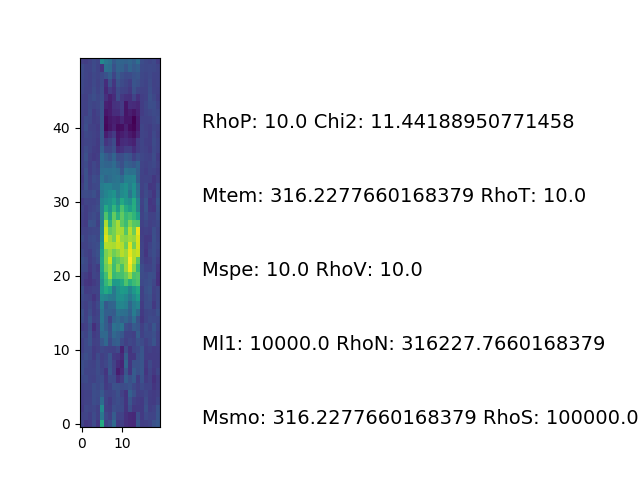 RhoP: 10.0 Chi2: 11.44188950771458
40
Mtem: 316.2277660168379 RhoT: 10.0
30
Mspe: 10.0 RhoV: 10.0
20
Ml1: 10000.0 RhoN: 316227.7660168379
10
Msmo: 316.2277660168379 RhoS: 100000.0
0
0 10